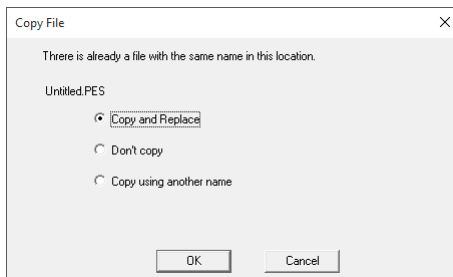 Copy File
Threre is already a file with the same name in this location.
Untitled.PES
Copy and Replace
Don't copy
Copy using another name
OK
Cancel